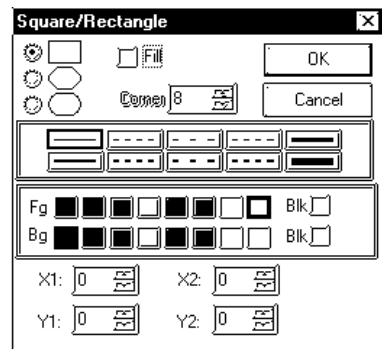 Square/Rectangle
Fill
OK
Corner 8
Cancel
Fg Blk
Bg Blk
X1: 0 X2: 0
Y1: 0 Y2: 0